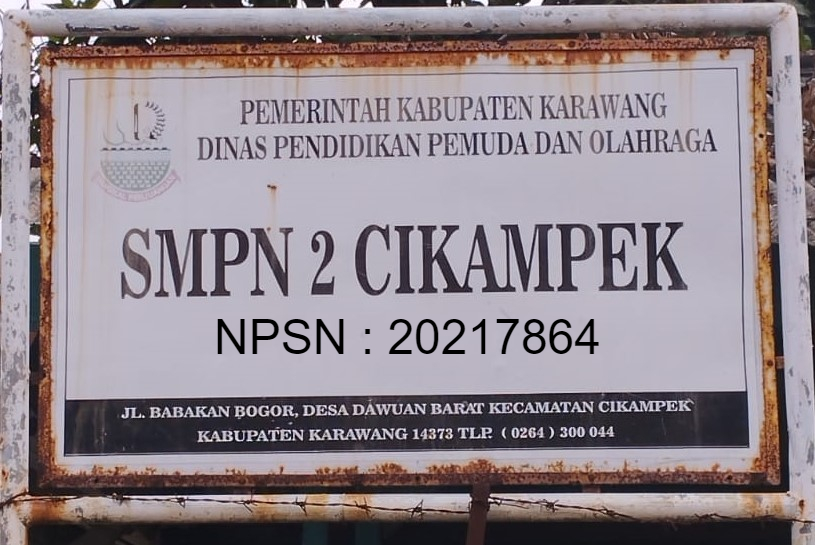 PEMERINTAH KABUPATEN KARAWANG
DINAS PENDIDIKAN PEMUDA DAN OLAHRAGA
SMPN 2 CIKAMPEK
NPSN : 20217864
JL. BABAKAN BOGOR, DESA DAWUAN BARAT KECAMATAN CIKAMPEK
KABUPATEN KARAWANG 14373 TLP. ( 0264 ) 300 044